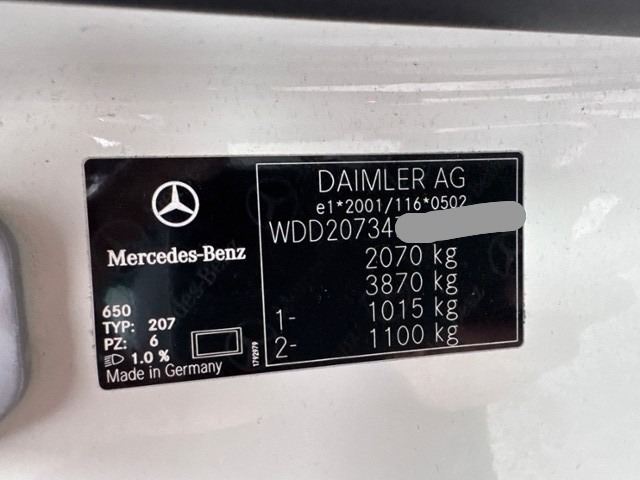 DAIMLER AG
e1*2001/116*0502
WDD20734
2070 kg
3870 kg
1- 1015 kg
2- 1100 kg
Mercedes-Benz
650
TYP: 207
PZ: 6
1.0 %
Made in Germany
1792979